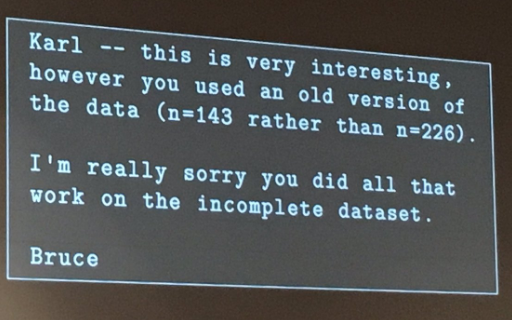 Karl -- this is very interesting,
however you used an old version of
the data (n=143 rather than n=226).
I'm really sorry you did all that
work on the incomplete dataset.
Bruce